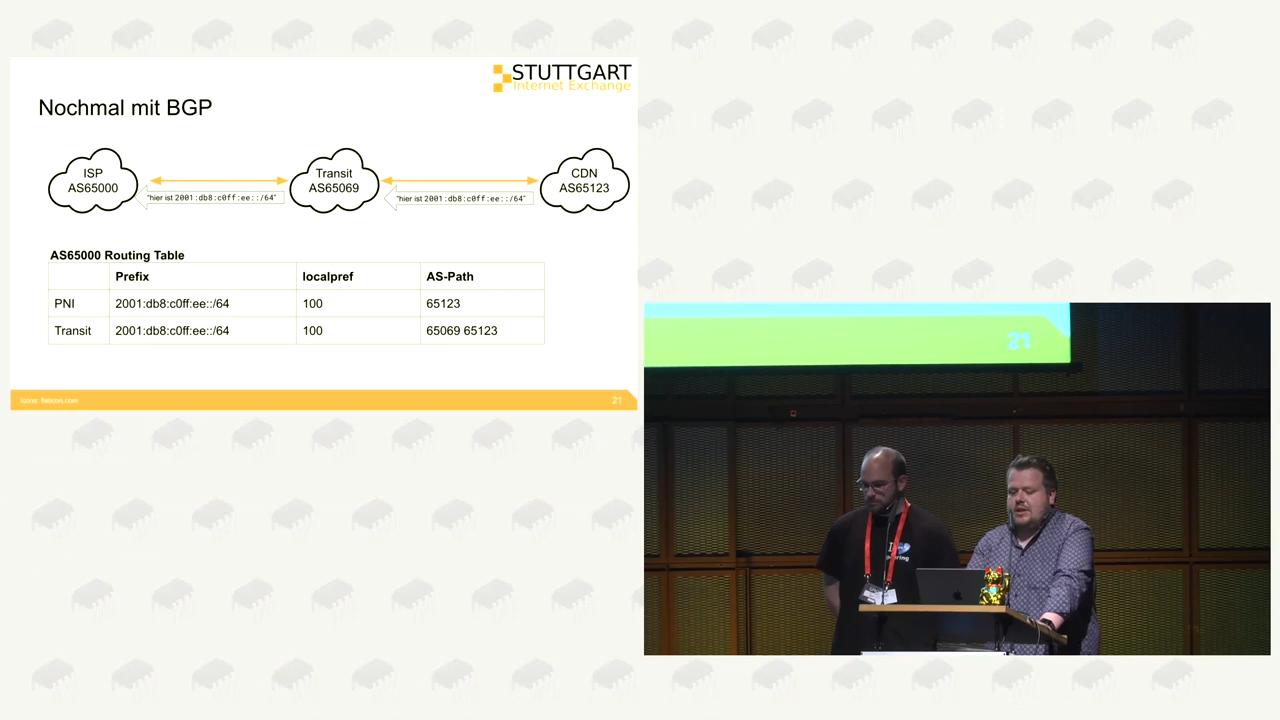 STUTTGART
Internet Exchange
Nochmal mit BGP
ISP
AS65000
Transit
AS65069
CDN
AS65123
"hier ist 2001:db8:c0ff:ee::/64"
"hier ist 2001:db8:c0ff:ee::/64"
AS65000 Routing Table
Prefix localpref AS-Path
PNI 2001:db8:c0ff:ee::/64 100 65123
Transit 2001:db8:c0ff:ee::/64 100 65069 65123
Icons: flaticon.com
21
21
I